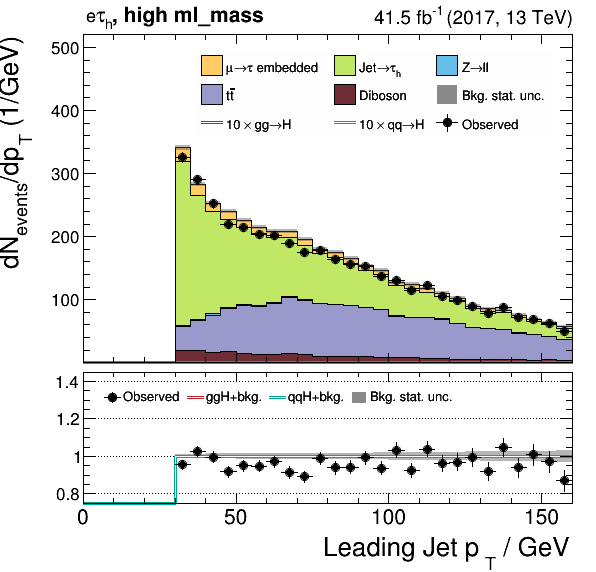 eτh, high ml_mass 41.5 fb-1 (2017, 13 TeV)
dNevents/dpT (1/GeV)
500
400
300
200
100
μ→τ embedded Jet→τh Z→ll
tt̄ Diboson Bkg. stat. unc.
10 × gg→H 10 × qq→H Observed
1.4
1.2
1
0.8
Observed ggH+bkg. qqH+bkg. Bkg. stat. unc.
0 50 100 150
Leading Jet pT / GeV